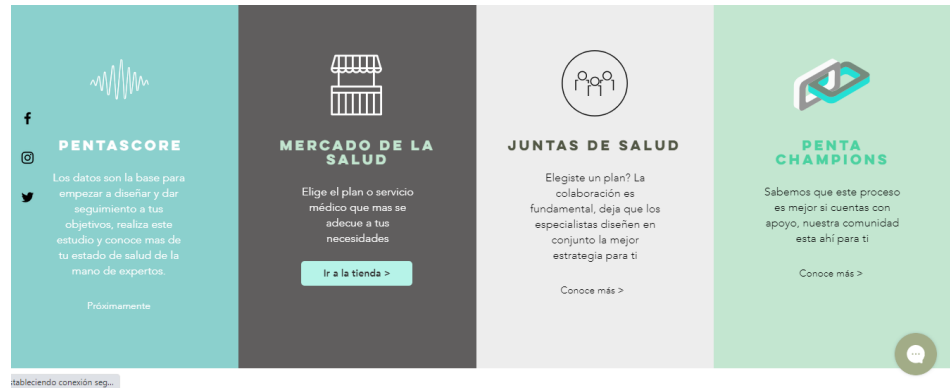 PENTASCORE
Los datos son la base para
empezar a diseñar y dar
seguimiento a tus
objetivos, realiza este
estudio y conoce mas de
tu estado de salud de la
mano de expertos.
Próximamente
MERCADO DE LA
SALUD
Elige el plan o servicio
médico que mas se
adecue a tus
necesidades
Ir a la tienda >
JUNTAS DE SALUD
Elegiste un plan? La
colaboración es
fundamental, deja que los
especialistas diseñen en
conjunto la mejor
estrategia para ti
Conoce más >
PENTA
CHAMPIONS
Sabemos que este proceso
es mejor si cuentas con
apoyo, nuestra comunidad
esta ahí para ti
Conoce más >
stableciendo conexión seg...